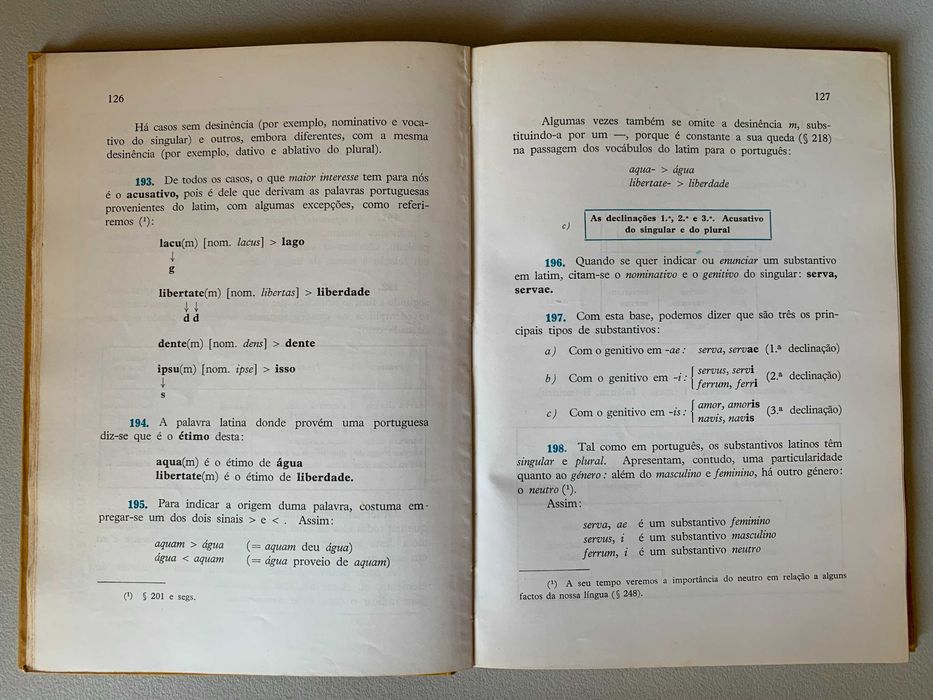 126
Há casos sem desinência (por exemplo, nominativo e voca-
tivo do singular) e outros, embora diferentes, com a mesma
desinência (por exemplo, dativo e ablativo do plural).
193. De todos os casos, o que maior interesse tem para nós
é o acusativo, pois é dele que derivam as palavras portuguesas
provenientes do latim, com algumas excepções, como referi-
remos (¹):
lacu(m) [nom. lacus] > lago
↓
g
libertate(m) [nom. libertas] > liberdade
↓ ↓
d d
dente(m) [nom. dens] > dente
ipsu(m) [nom. ipse] > isso
↓
s
194. A palavra latina donde provém uma portuguesa
diz-se que é o étimo desta:
aqua(m) é o étimo de água
libertate(m) é o étimo de liberdade.
195. Para indicar a origem duma palavra, costuma em-
pregar-se um dos dois sinais > e < . Assim:
aquam > água (= aquam deu água)
água < aquam (= água proveio de aquam)
(¹) § 201 e segs.
127
Algumas vezes também se omite a desinência m, subs-
tituindo-a por um —, porque é constante a sua queda (§ 218)
na passagem dos vocábulos do latim para o português:
aqua- > água
libertate- > liberdade
c) As declinações 1.ª, 2.ª e 3.ª. Acusativo
do singular e do plural
196. Quando se quer indicar ou enunciar um substantivo
em latim, citam-se o nominativo e o genitivo do singular: serva,
servae.
197. Com esta base, podemos dizer que são três os prin-
cipais tipos de substantivos:
a) Com o genitivo em -ae: serva, servae (1.ª declinação)
b) Com o genitivo em -i: { servus, servi (2.ª declinação)
ferrum, ferri
c) Com o genitivo em -is: { amor, amoris (3.ª declinação)
navis, navis
198. Tal como em português, os substantivos latinos têm
singular e plural. Apresentam, contudo, uma particularidade
quanto ao género: além do masculino e feminino, há outro género:
o neutro (¹).
Assim:
serva, ae é um substantivo feminino
servus, i é um substantivo masculino
ferrum, i é um substantivo neutro
(¹) A seu tempo veremos a importância do neutro em relação a alguns
factos da nossa língua (§ 248).